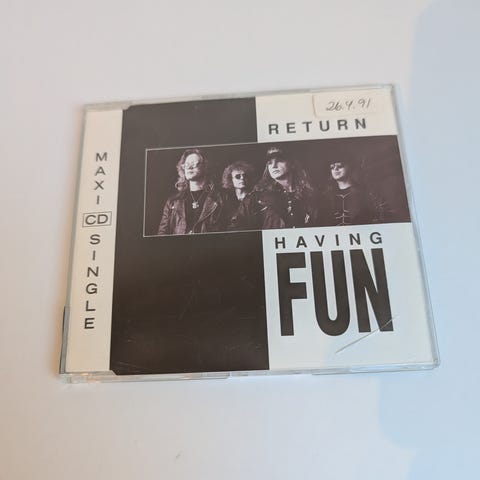 26.4.91
RETURN
MAXI CD SINGLE
HAVING
FUN